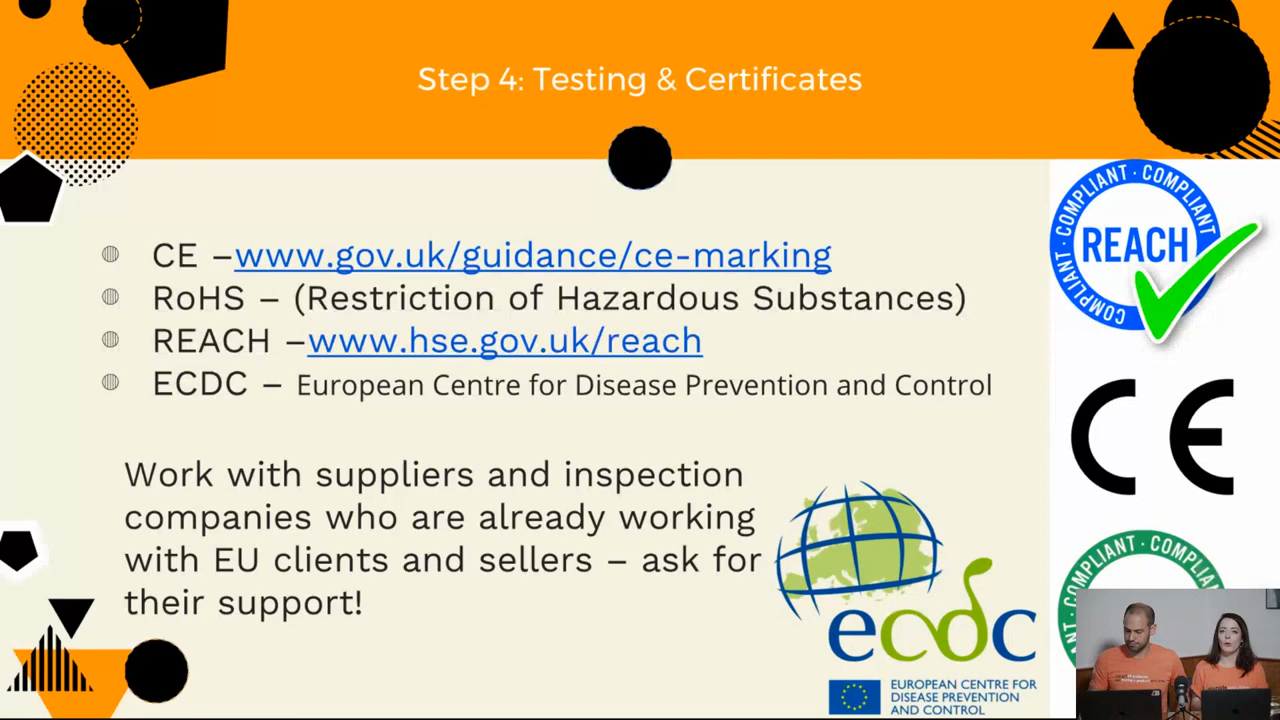 Step 4: Testing & Certificates
CE –www.gov.uk/guidance/ce-marking
RoHS – (Restriction of Hazardous Substances)
REACH –www.hse.gov.uk/reach
ECDC – European Centre for Disease Prevention and Control
Work with suppliers and inspection
companies who are already working
with EU clients and sellers – ask for
their support!
COMPLIANT · COMPLIANT · COMPLIANT
REACH
CE
COMPLIANT
ecdc
EUROPEAN CENTRE FOR
DISEASE PREVENTION
AND CONTROL